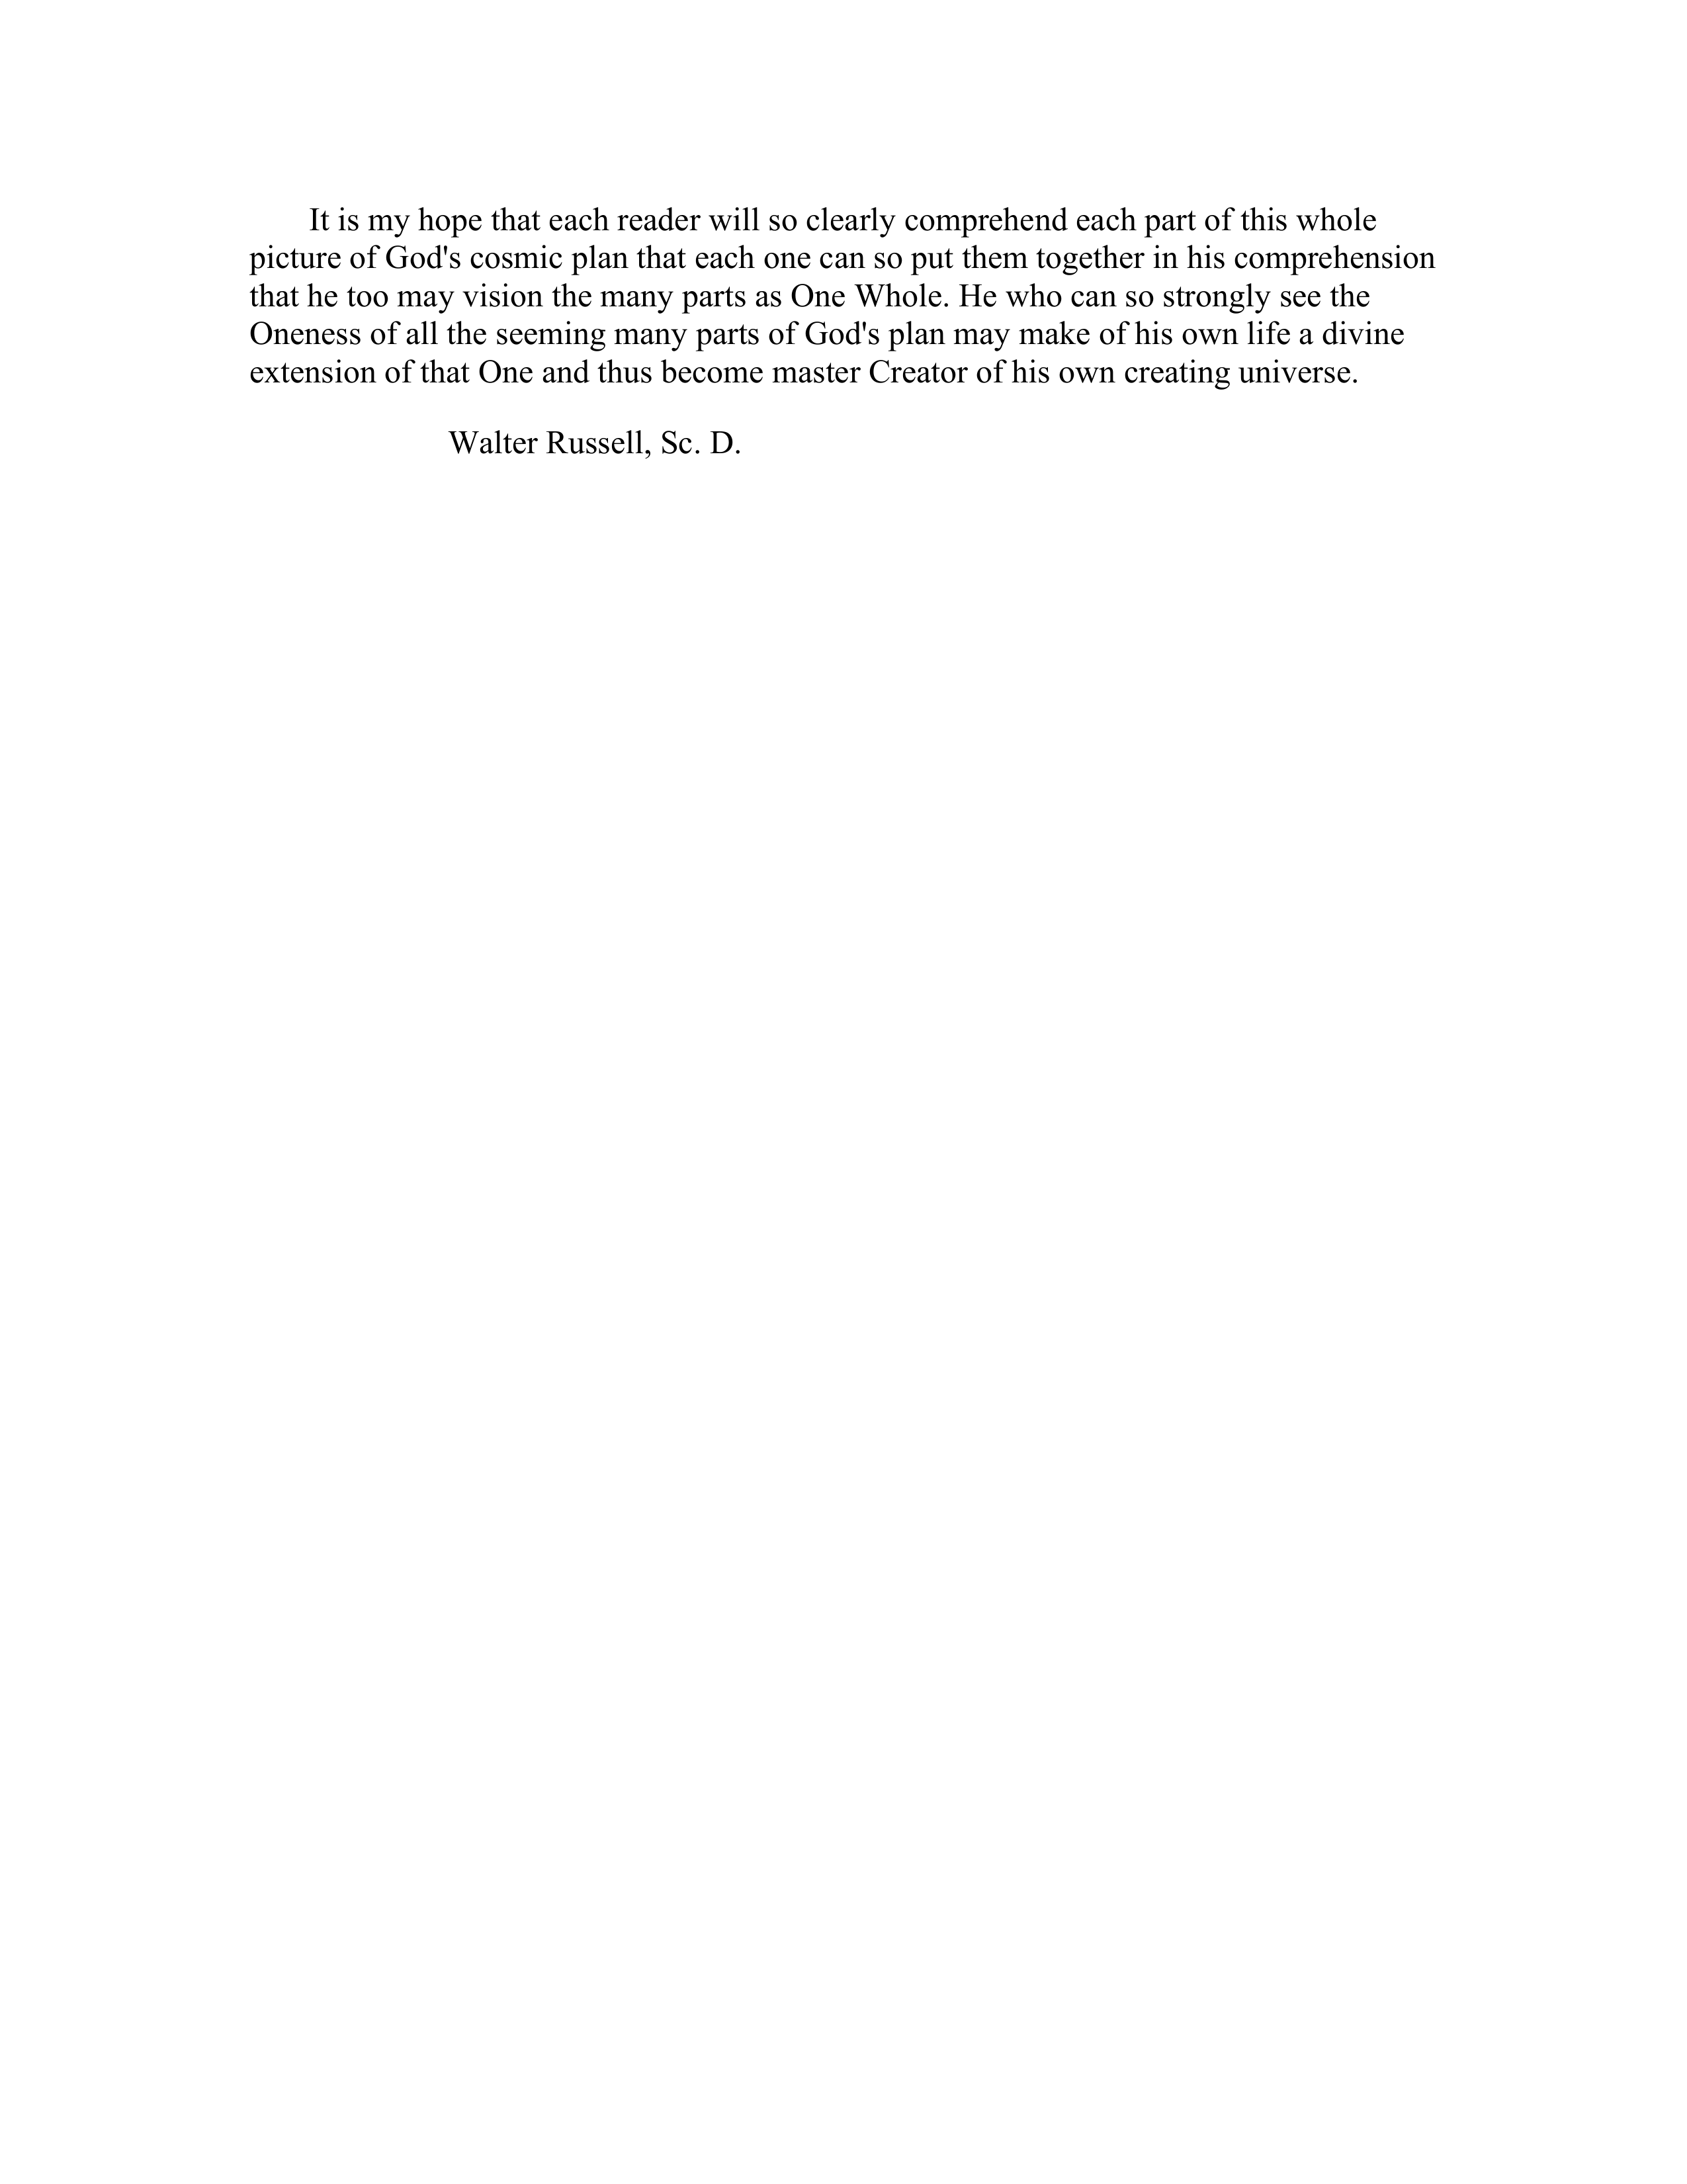 It is my hope that each reader will so clearly comprehend each part of this whole
picture of God's cosmic plan that each one can so put them together in his comprehension
that he too may vision the many parts as One Whole. He who can so strongly see the
Oneness of all the seeming many parts of God's plan may make of his own life a divine
extension of that One and thus become master Creator of his own creating universe.
Walter Russell, Sc. D.